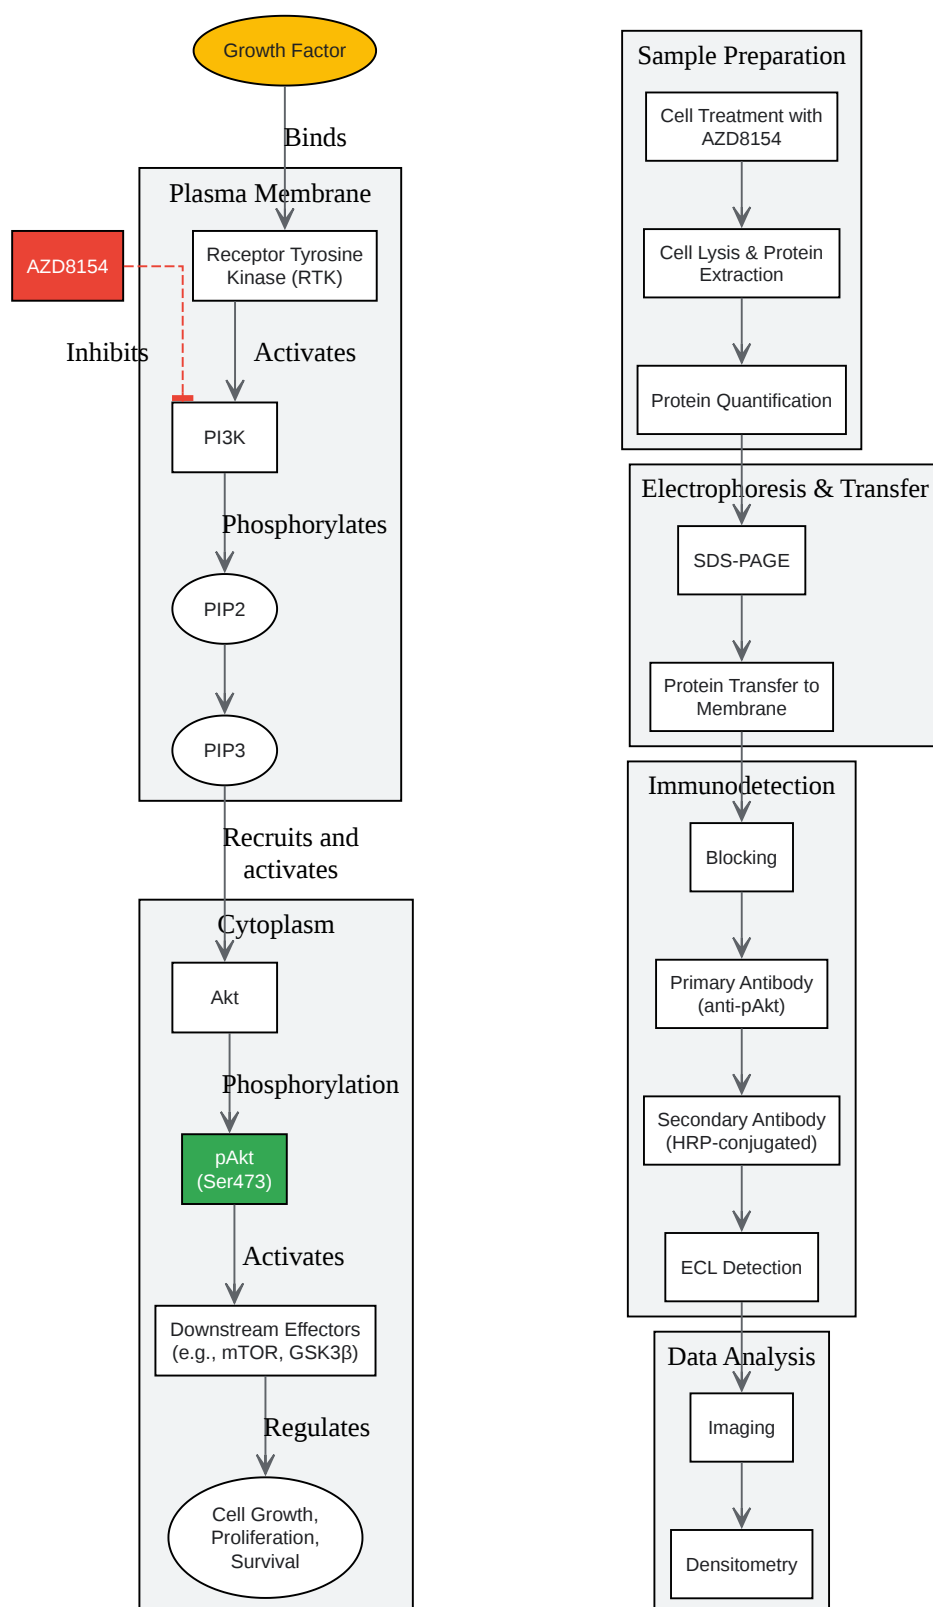 Growth Factor
Binds
Plasma Membrane
AZD8154
Receptor Tyrosine
Kinase (RTK)
Inhibits
Activates
PI3K
Phosphorylates
PIP2
PIP3
Recruits and
activates
Cytoplasm
Akt
Phosphorylation
pAkt
(Ser473)
Activates
Downstream Effectors
(e.g., mTOR, GSK3β)
Regulates
Cell Growth,
Proliferation,
Survival
Sample Preparation
Cell Treatment with
AZD8154
Cell Lysis & Protein
Extraction
Protein Quantification
Electrophoresis & Transfer
SDS-PAGE
Protein Transfer to
Membrane
Immunodetection
Blocking
Primary Antibody
(anti-pAkt)
Secondary Antibody
(HRP-conjugated)
ECL Detection
Data Analysis
Imaging
Densitometry